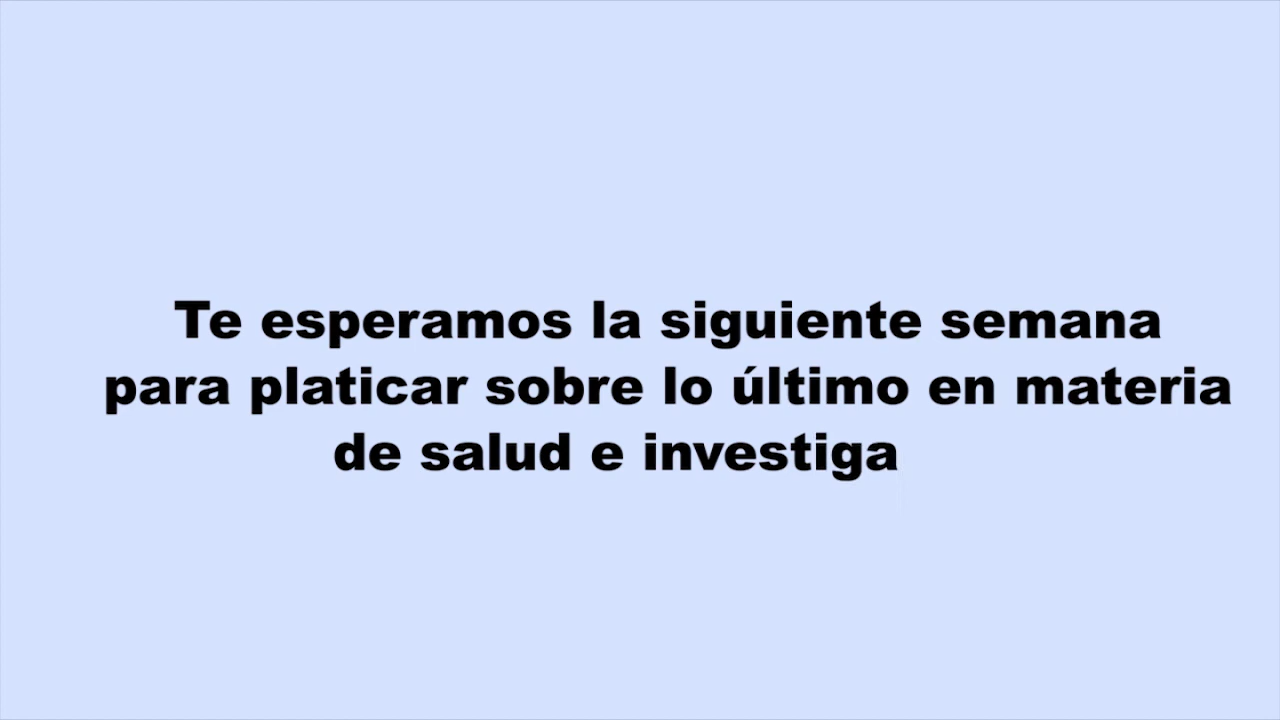 Te esperamos la siguiente semana
para platicar sobre lo último en materia
de salud e investiga